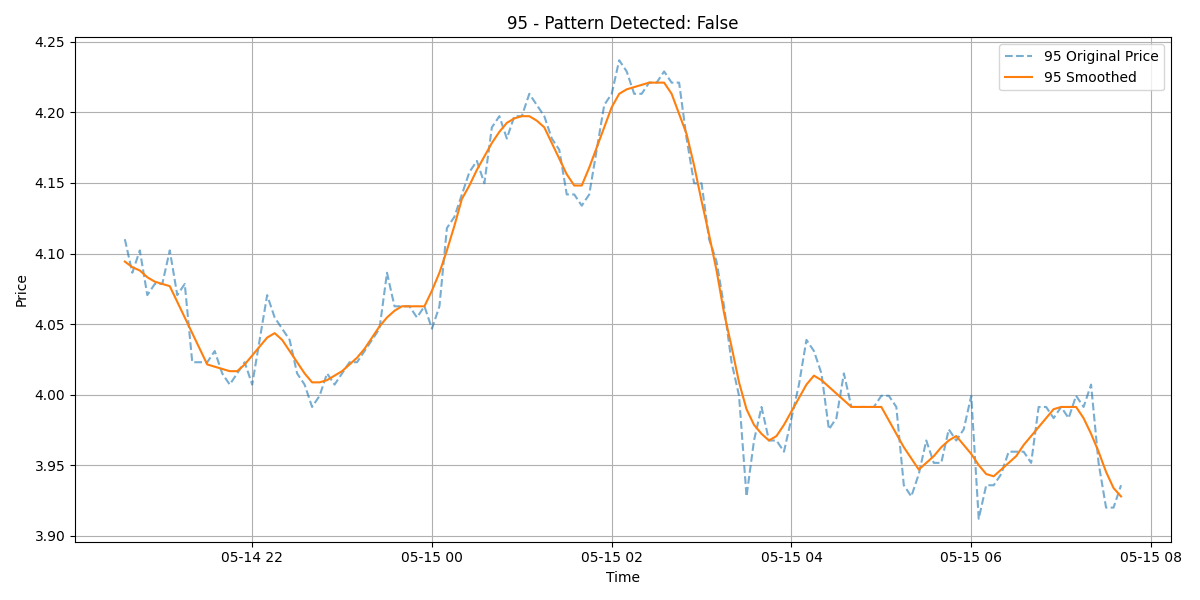 95 - Pattern Detected: False
95 Original Price
95 Smoothed
4.25
4.20
4.15
4.10
4.05
4.00
3.95
3.90
Price
05-14 22
05-15 00
05-15 02
05-15 04
05-15 06
05-15 08
Time